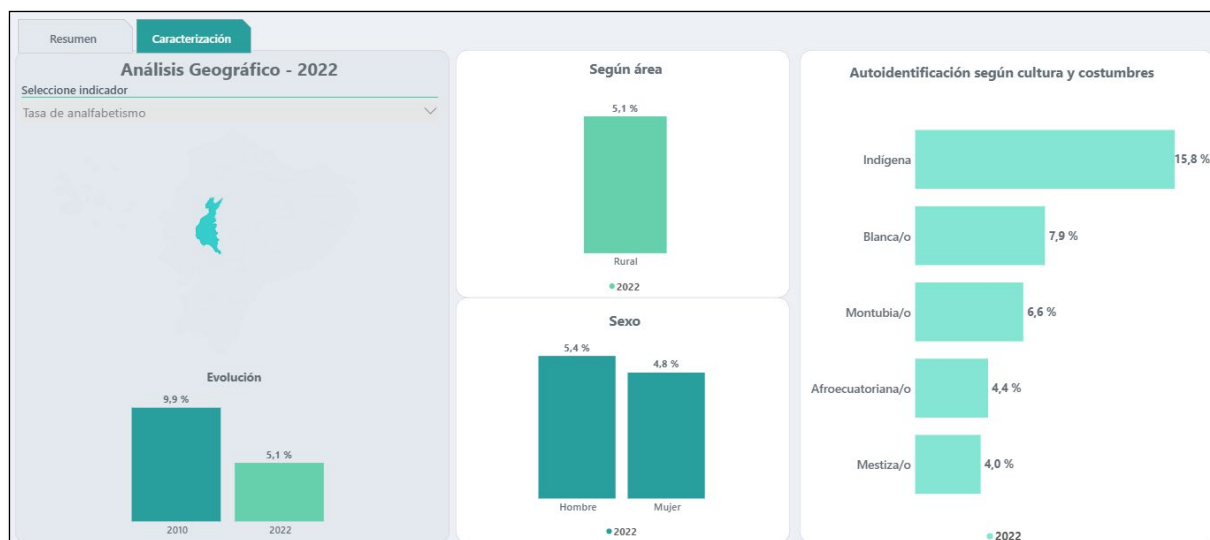 Resumen
Caracterización
Análisis Geográfico - 2022
Seleccione indicador
Tasa de analfabetismo
Evolución
9,9 %
5,1 %
2010
2022
Según área
5,1 %
Rural
2022
Sexo
5,4 %
4,8 %
Hombre
Mujer
2022
Autoidentificación según cultura y costumbres
Indígena
15,8 %
Blanca/o
7,9 %
Montubia/o
6,6 %
Afroecuatoriana/o
4,4 %
Mestiza/o
4,0 %
2022